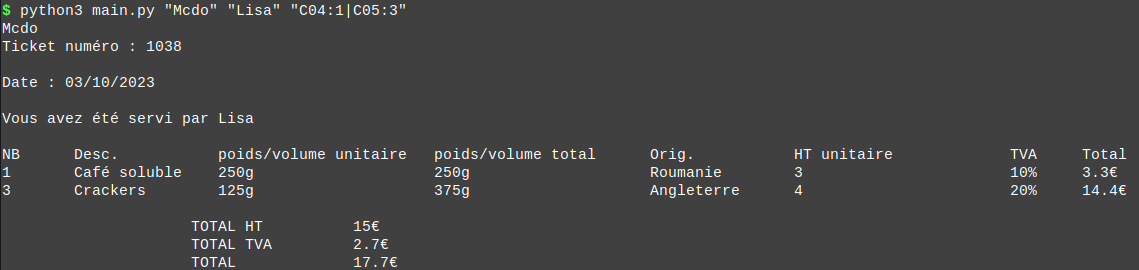 $ python3 main.py "Mcdo" "Lisa" "C04:1|C05:3"
Mcdo
Ticket numéro : 1038
Date : 03/10/2023
Vous avez été servi par Lisa
NB Desc. poids/volume unitaire poids/volume total Orig. HT unitaire TVA Total
1 Café soluble 250g 250g Roumanie 3 10% 3.3€
3 Crackers 125g 375g Angleterre 4 20% 14.4€
TOTAL HT 15€
TOTAL TVA 2.7€
TOTAL 17.7€